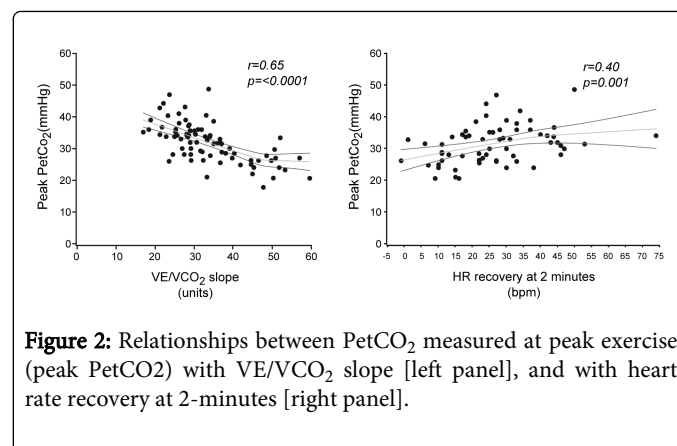 60
50
40
30
20
10
0
Peak PetCo₂(mmHg)
r=0.65
p=<0.0001
0 10 20 30 40 50 60
VE/VCO₂ slope
(units)
60
50
40
30
20
10
0
Peak PetCo₂(mmHg)
r=0.40
p=0.001
-5 0 5 10 15 20 25 30 35 40 45 50 55 60 65 70 75
HR recovery at 2 minutes
(bpm)
Figure 2: Relationships between PetCO₂ measured at peak exercise
(peak PetCO2) with VE/VCO₂ slope [left panel], and with heart
rate recovery at 2-minutes [right panel].